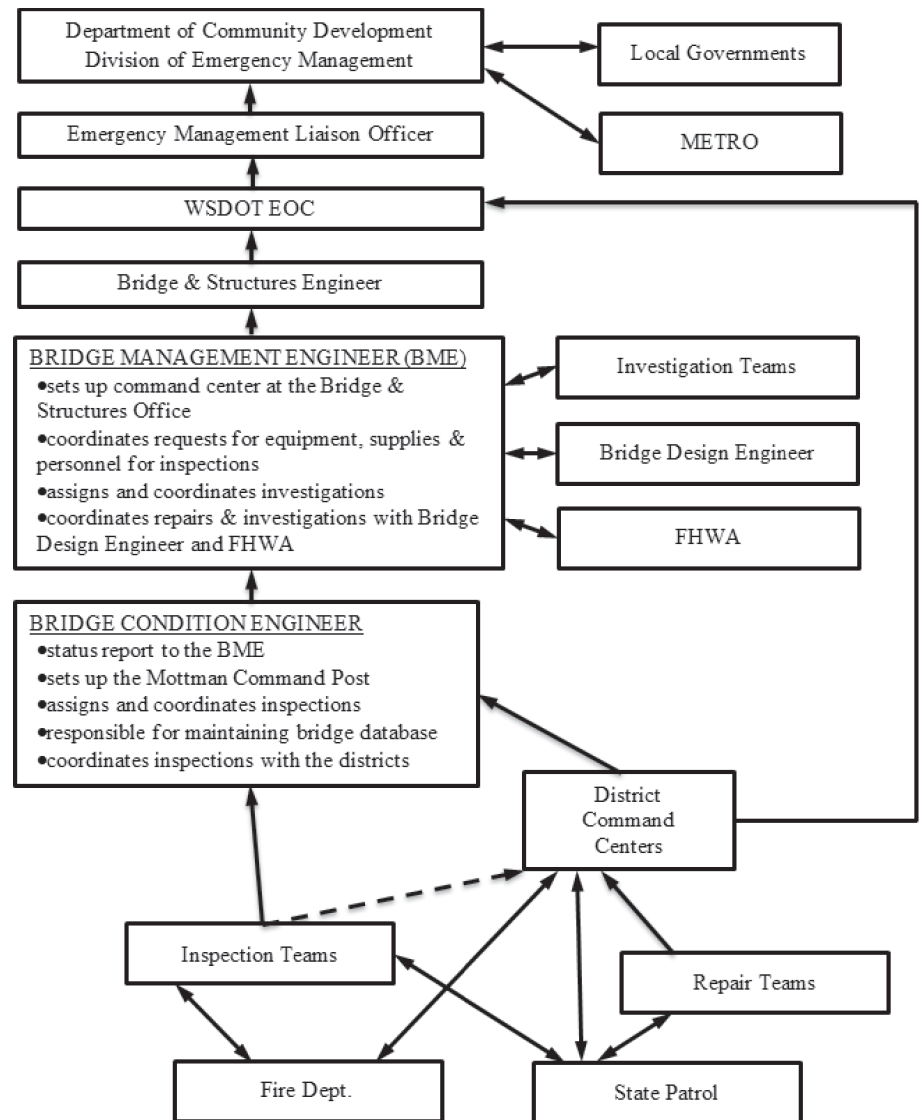 Department of Community Development
Division of Emergency Management
Local Governments
METRO
Emergency Management Liaison Officer
WSDOT EOC
Bridge & Structures Engineer
BRIDGE MANAGEMENT ENGINEER (BME)
•sets up command center at the Bridge &
Structures Office
•coordinates requests for equipment, supplies &
personnel for inspections
•assigns and coordinates investigations
•coordinates repairs & investigations with Bridge
Design Engineer and FHWA
Investigation Teams
Bridge Design Engineer
FHWA
BRIDGE CONDITION ENGINEER
•status report to the BME
•sets up the Mottman Command Post
•assigns and coordinates inspections
•responsible for maintaining bridge database
•coordinates inspections with the districts
District
Command
Centers
Inspection Teams
Repair Teams
Fire Dept.
State Patrol